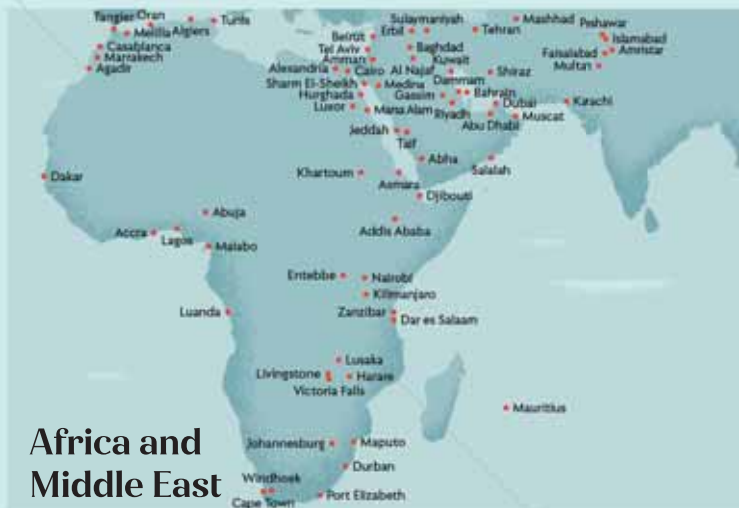 Tangier
Oran
Tunis
Melilla
Algiers
Casablanca
Marrakech
Agadir
Sulaymaniyah
Mashhad
Peshawar
Beirut
Erbil
Tehran
Islamabad
Tel Aviv
Baghdad
Faisalabad
Amristar
Amman
Kuwait
Multan
Alexandria
Cairo
Al Najaf
Shiraz
Dammam
Sharm El-Sheikh
Medina
Gassim
Bahrain
Karachi
Hurghada
Dubai
Luxor
Marsa Alam
Riyadh
Muscat
Abu Dhabi
Jeddah
Taif
Abha
Salalah
Dakar
Khartoum
Asmara
Djibouti
Abuja
Accra
Lagos
Addis Ababa
Malabo
Entebbe
Nairobi
Kilimanjaro
Luanda
Zanzibar
Dar es Salaam
Lusaka
Livingstone
Harare
Victoria Falls
Mauritius
Johannesburg
Maputo
Durban
Windhoek
Cape Town
Port Elizabeth
Africa and
Middle East